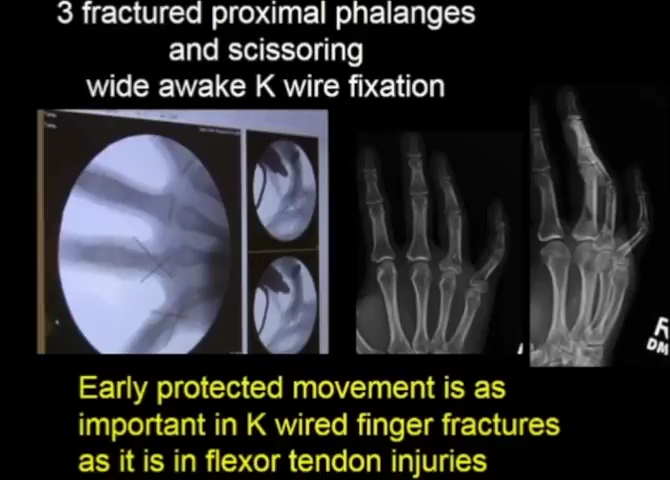 3 fractured proximal phalanges
and scissoring
wide awake K wire fixation
R
DM
Early protected movement is as
important in K wired finger fractures
as it is in flexor tendon injuries